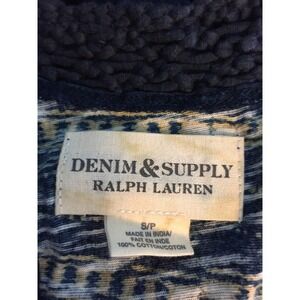 DENIM & SUPPLY
RALPH LAUREN
S/P
MADE IN INDIA/
FAIT EN INDE
100% COTTON/COTON